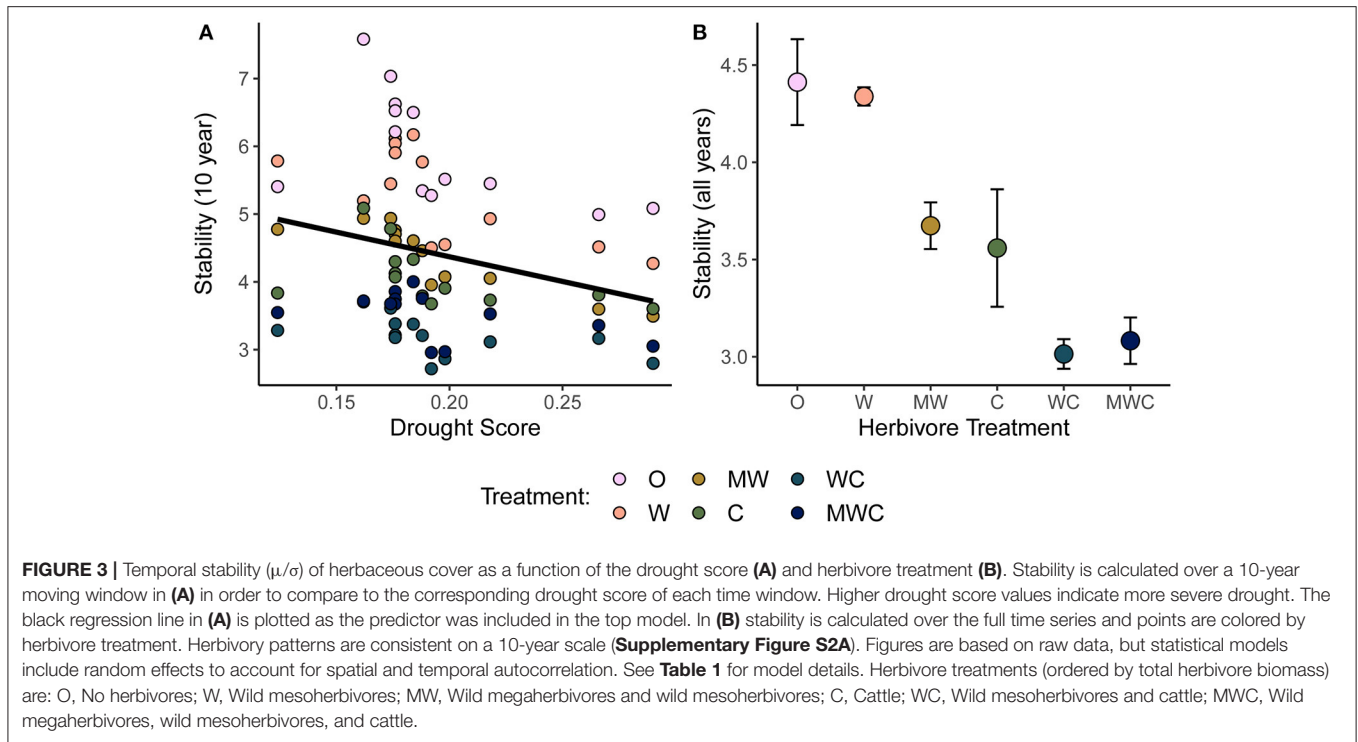 A
B
Stability (10 year)
7
6
5
4
3
0.15
0.20
0.25
Drought Score
Stability (all years)
4.5
4.0
3.5
3.0
O
W
MW
C
WC
MWC
Herbivore Treatment
Treatment:
O
MW
WC
W
C
MWC
FIGURE 3 | Temporal stability (μ/σ) of herbaceous cover as a function of the drought score (A) and herbivore treatment (B). Stability is calculated over a 10-year
moving window in (A) in order to compare to the corresponding drought score of each time window. Higher drought score values indicate more severe drought. The
black regression line in (A) is plotted as the predictor was included in the top model. In (B) stability is calculated over the full time series and points are colored by
herbivore treatment. Herbivory patterns are consistent on a 10-year scale (Supplementary Figure S2A). Figures are based on raw data, but statistical models
include random effects to account for spatial and temporal autocorrelation. See Table 1 for model details. Herbivore treatments (ordered by total herbivore biomass)
are: O, No herbivores; W, Wild mesoherbivores; MW, Wild megaherbivores and wild mesoherbivores; C, Cattle; WC, Wild mesoherbivores and cattle; MWC, Wild
megaherbivores, wild mesoherbivores, and cattle.